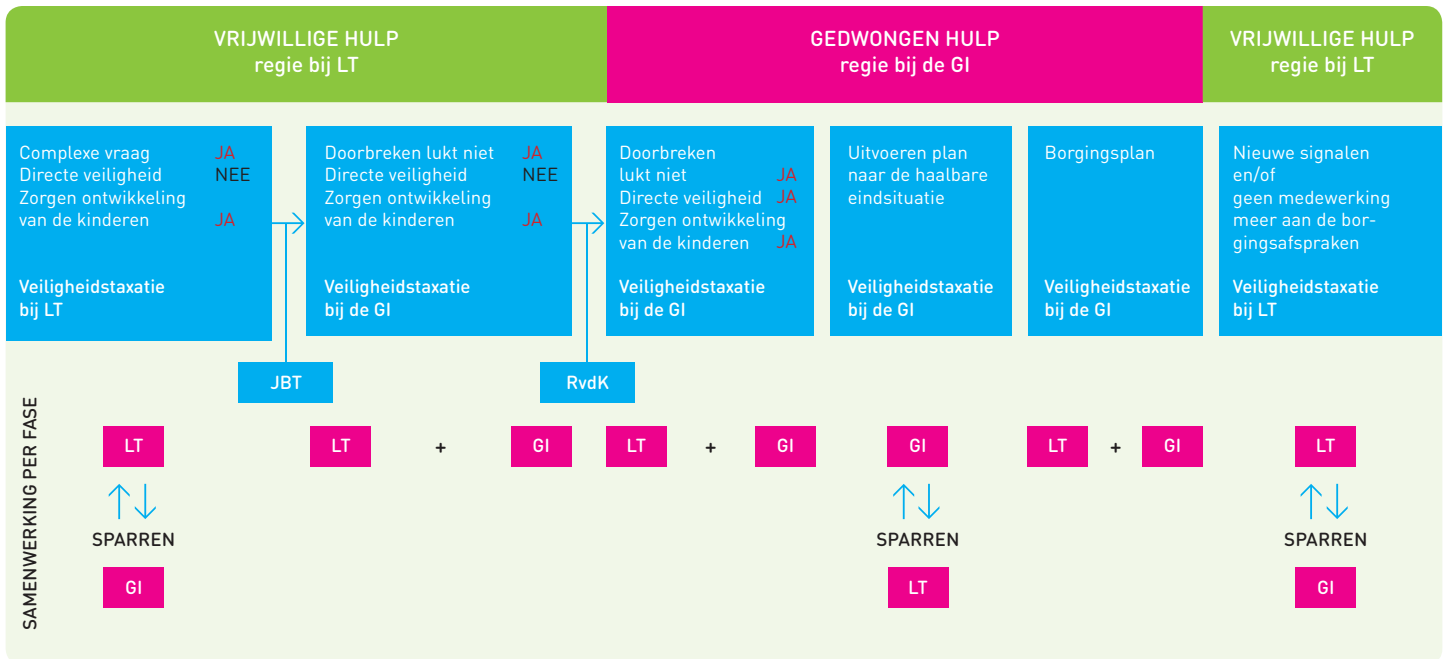 VRIJWILLIGE HULP
regie bij LT
GEDWONGEN HULP
regie bij de GI
VRIJWILLIGE HULP
regie bij LT
Complexe vraag JA
Directe veiligheid NEE
Zorgen ontwikkeling
van de kinderen JA
Veiligheidstaxatie
bij LT
Doorbreken lukt niet JA
Directe veiligheid NEE
Zorgen ontwikkeling
van de kinderen JA
Veiligheidstaxatie
bij de GI
Doorbreken
lukt niet JA
Directe veiligheid JA
Zorgen ontwikkeling
van de kinderen JA
Veiligheidstaxatie
bij de GI
Uitvoeren plan
naar de haalbare
eindsituatie
Veiligheidstaxatie
bij de GI
Borgingsplan
Veiligheidstaxatie
bij de GI
Nieuwe signalen
en/of
geen medewerking
meer aan de bor-
gingsafspraken
Veiligheidstaxatie
bij LT
JBT
RvdK
SAMENWERKING PER FASE
LT
SPARREN
GI
LT + GI
LT + GI
GI
SPARREN
LT
LT + GI
LT
SPARREN
GI